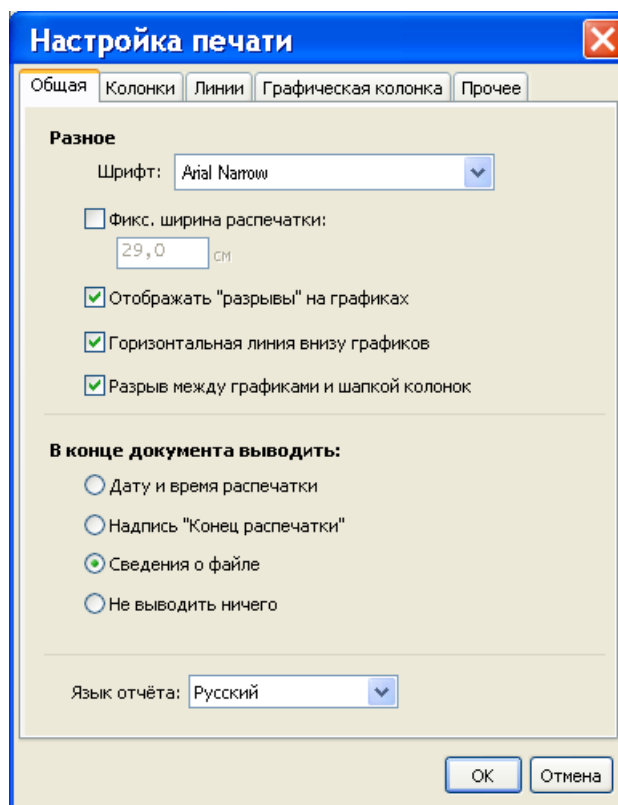 Настройка печати
Общая Колонки Линии Графическая колонка Прочее
Разное
Шрифт: Arial Narrow
Фикс. ширина распечатки:
29,0 см
Отображать "разрывы" на графиках
Горизонтальная линия внизу графиков
Разрыв между графиками и шапкой колонок
В конце документа выводить:
Дату и время распечатки
Надпись "Конец распечатки"
Сведения о файле
Не выводить ничего
Язык отчёта: Русский
ОК Отмена